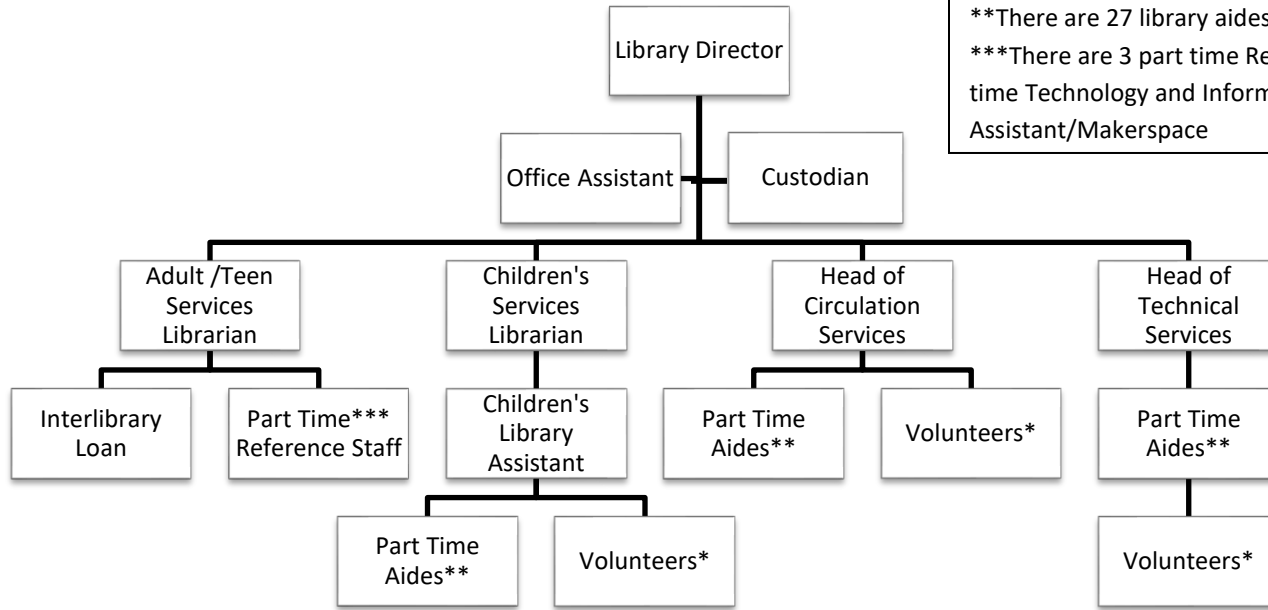 **There are 27 library aides
***There are 3 part time
time Technology and
Assistant/Makerspace
Library Director
Office Assistant
Custodian
Adult /Teen
Services
Librarian
Children's
Services
Librarian
Head of
Circulation
Services
Head of
Technical
Services
Interlibrary
Loan
Part Time***
Reference Staff
Children's
Library
Assistant
Part Time
Aides**
Volunteers*
Part Time
Aides**
Part Time
Aides**
Volunteers*
Volunteers*